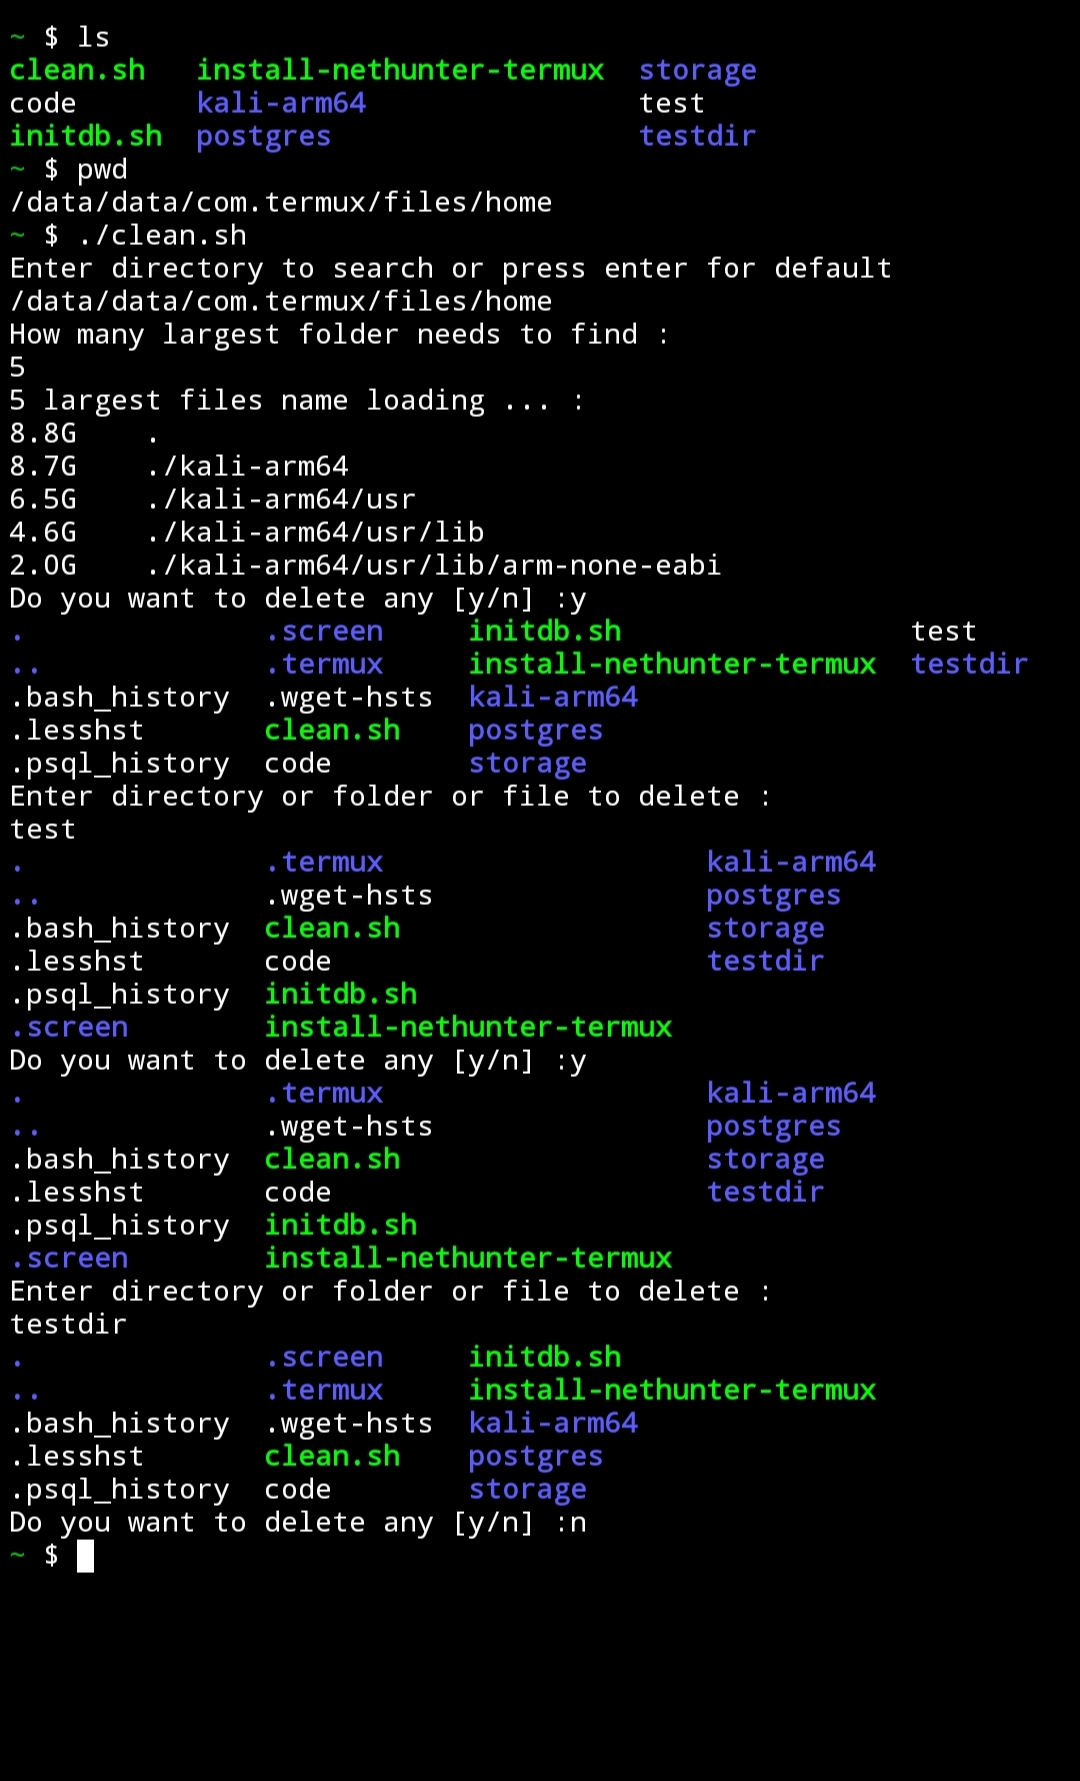 ~ $ ls
clean.sh   install-nethunter-termux  storage
code       kali-arm64                test
initdb.sh  postgres                  testdir
~ $ pwd
/data/data/com.termux/files/home
~ $ ./clean.sh
Enter directory to search or press enter for default
/data/data/com.termux/files/home
How many largest folder needs to find :
5
5 largest files name loading ... :
8.8G    .
8.7G    ./kali-arm64
6.5G    ./kali-arm64/usr
4.6G    ./kali-arm64/usr/lib
2.0G    ./kali-arm64/usr/lib/arm-none-eabi
Do you want to delete any [y/n] :y
.              .screen     initdb.sh                 test
..             .termux     install-nethunter-termux  testdir
.bash_history  .wget-hsts  kali-arm64
.lesshst       clean.sh    postgres
.psql_history  code        storage
Enter directory or folder or file to delete :
test
.              .termux                   kali-arm64
..             .wget-hsts                postgres
.bash_history  clean.sh                  storage
.lesshst       code                      testdir
.psql_history  initdb.sh
.screen        install-nethunter-termux
Do you want to delete any [y/n] :y
.              .termux                   kali-arm64
..             .wget-hsts                postgres
.bash_history  clean.sh                  storage
.lesshst       code                      testdir
.psql_history  initdb.sh
.screen        install-nethunter-termux
Enter directory or folder or file to delete :
testdir
.              .screen     initdb.sh
..             .termux     install-nethunter-termux
.bash_history  .wget-hsts  kali-arm64
.lesshst       clean.sh    postgres
.psql_history  code        storage
Do you want to delete any [y/n] :n
~ $